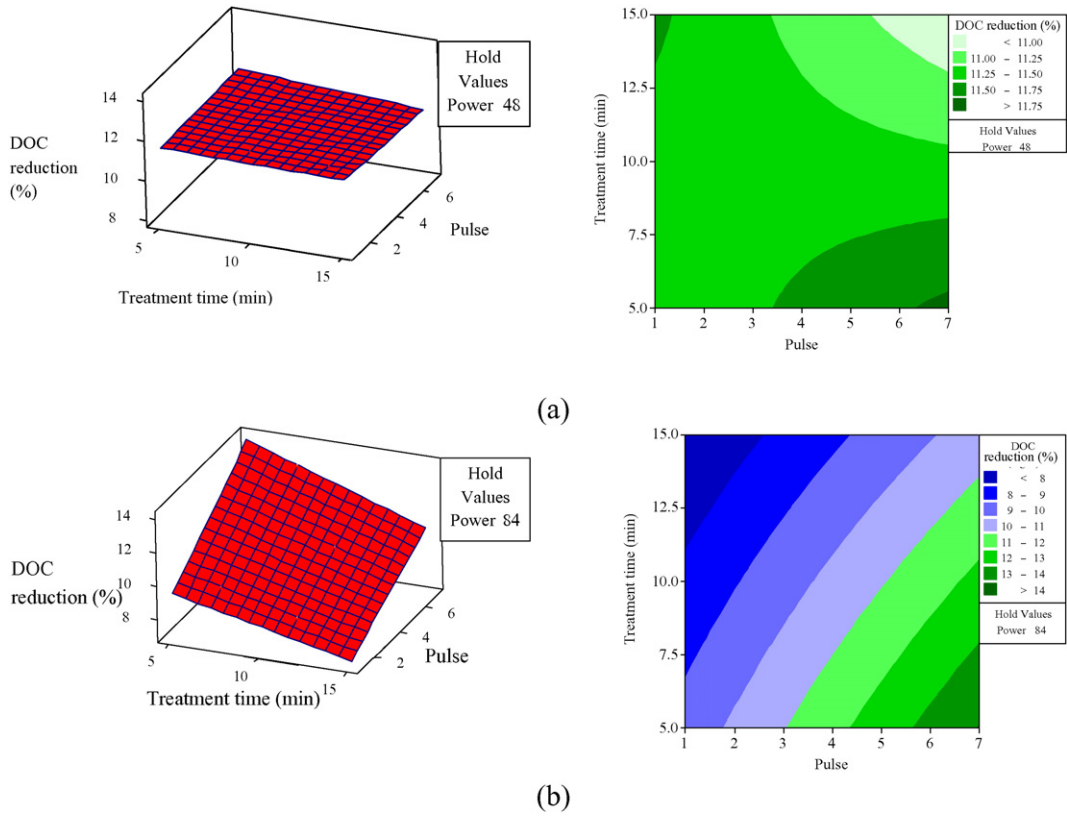 Hold
Values
Power 48
14
12
10
8
DOC
reduction
(%)
5
10
15
2
4
6
Pulse
Treatment time (min)
15.0
12.5
10.0
7.5
5.0
Treatment time (min)
1 2 3 4 5 6 7
Pulse
DOC reduction (%)
< 11.00
11.00 – 11.25
11.25 – 11.50
11.50 – 11.75
> 11.75
Hold Values
Power 48
(a)
Hold
Values
Power 84
14
12
10
8
DOC
reduction (%)
5
10
15
2
4
6
Pulse
Treatment time (min)
15.0
12.5
10.0
7.5
5.0
Treatment time (min)
1 2 3 4 5 6 7
Pulse
DOC
reduction (%)
< 8
8 – 9
9 – 10
10 – 11
11 – 12
12 – 13
13 – 14
> 14
Hold Values
Power 84
(b)